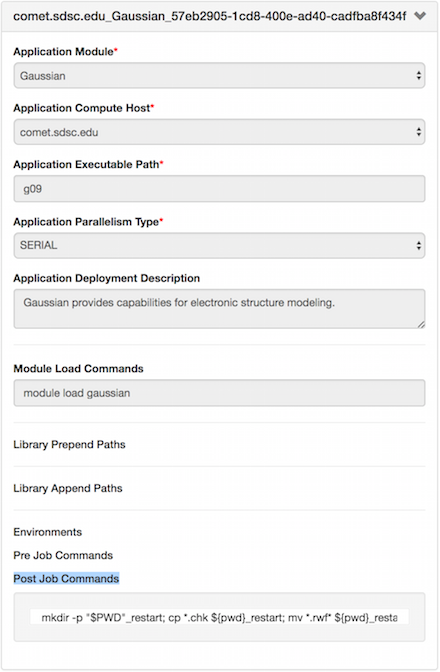 comet.sdsc.edu_Gaussian_57eb2905-1cd8-400e-ad40-cadfba8f434f
Application Module*
Gaussian
Application Compute Host*
comet.sdsc.edu
Application Executable Path*
g09
Application Parallelism Type*
SERIAL
Application Deployment Description
Gaussian provides capabilities for electronic structure modeling.
Module Load Commands
module load gaussian
Library Prepend Paths
Library Append Paths
Environments
Pre Job Commands
Post Job Commands
mkdir -p "$PWD"_restart; cp *.chk ${pwd}_restart; mv *.rwf* ${pwd}_resta